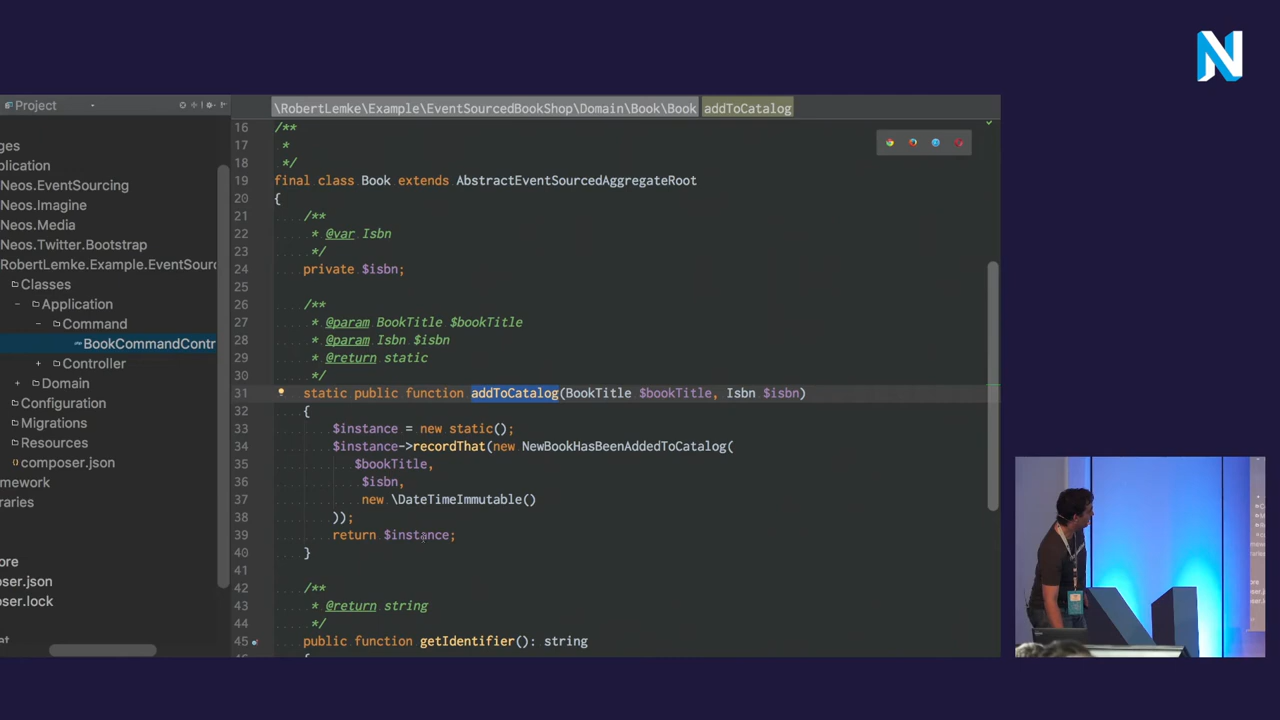 N
Project
\RobertLemke\Example\EventSourcedBookShop\Domain\Book\Book addToCatalog
ges
plication
Neos.EventSourcing
Neos.Imagine
Neos.Media
Neos.Twitter.Bootstrap
RobertLemke.Example.EventSourc
Classes
Application
Command
BookCommandContr
Controller
Domain
Configuration
Migrations
Resources
composer.json
mework
raries
ore
oser.json
oser.lock
16 /**
17 *
18 */
19 final class Book extends AbstractEventSourcedAggregateRoot
20 {
21 /**
22 * @var Isbn
23 */
24 private $isbn;
25
26 /**
27 * @param BookTitle $bookTitle
28 * @param Isbn $isbn
29 * @return static
30 */
31 static public function addToCatalog(BookTitle $bookTitle, Isbn $isbn)
32 {
33 $instance = new static();
34 $instance->recordThat(new NewBookHasBeenAddedToCatalog(
35 $bookTitle,
36 $isbn,
37 new \DateTimeImmutable()
38 ));
39 return $instance;
40 }
41
42 /**
43 * @return string
44 */
45 public function getIdentifier(): string